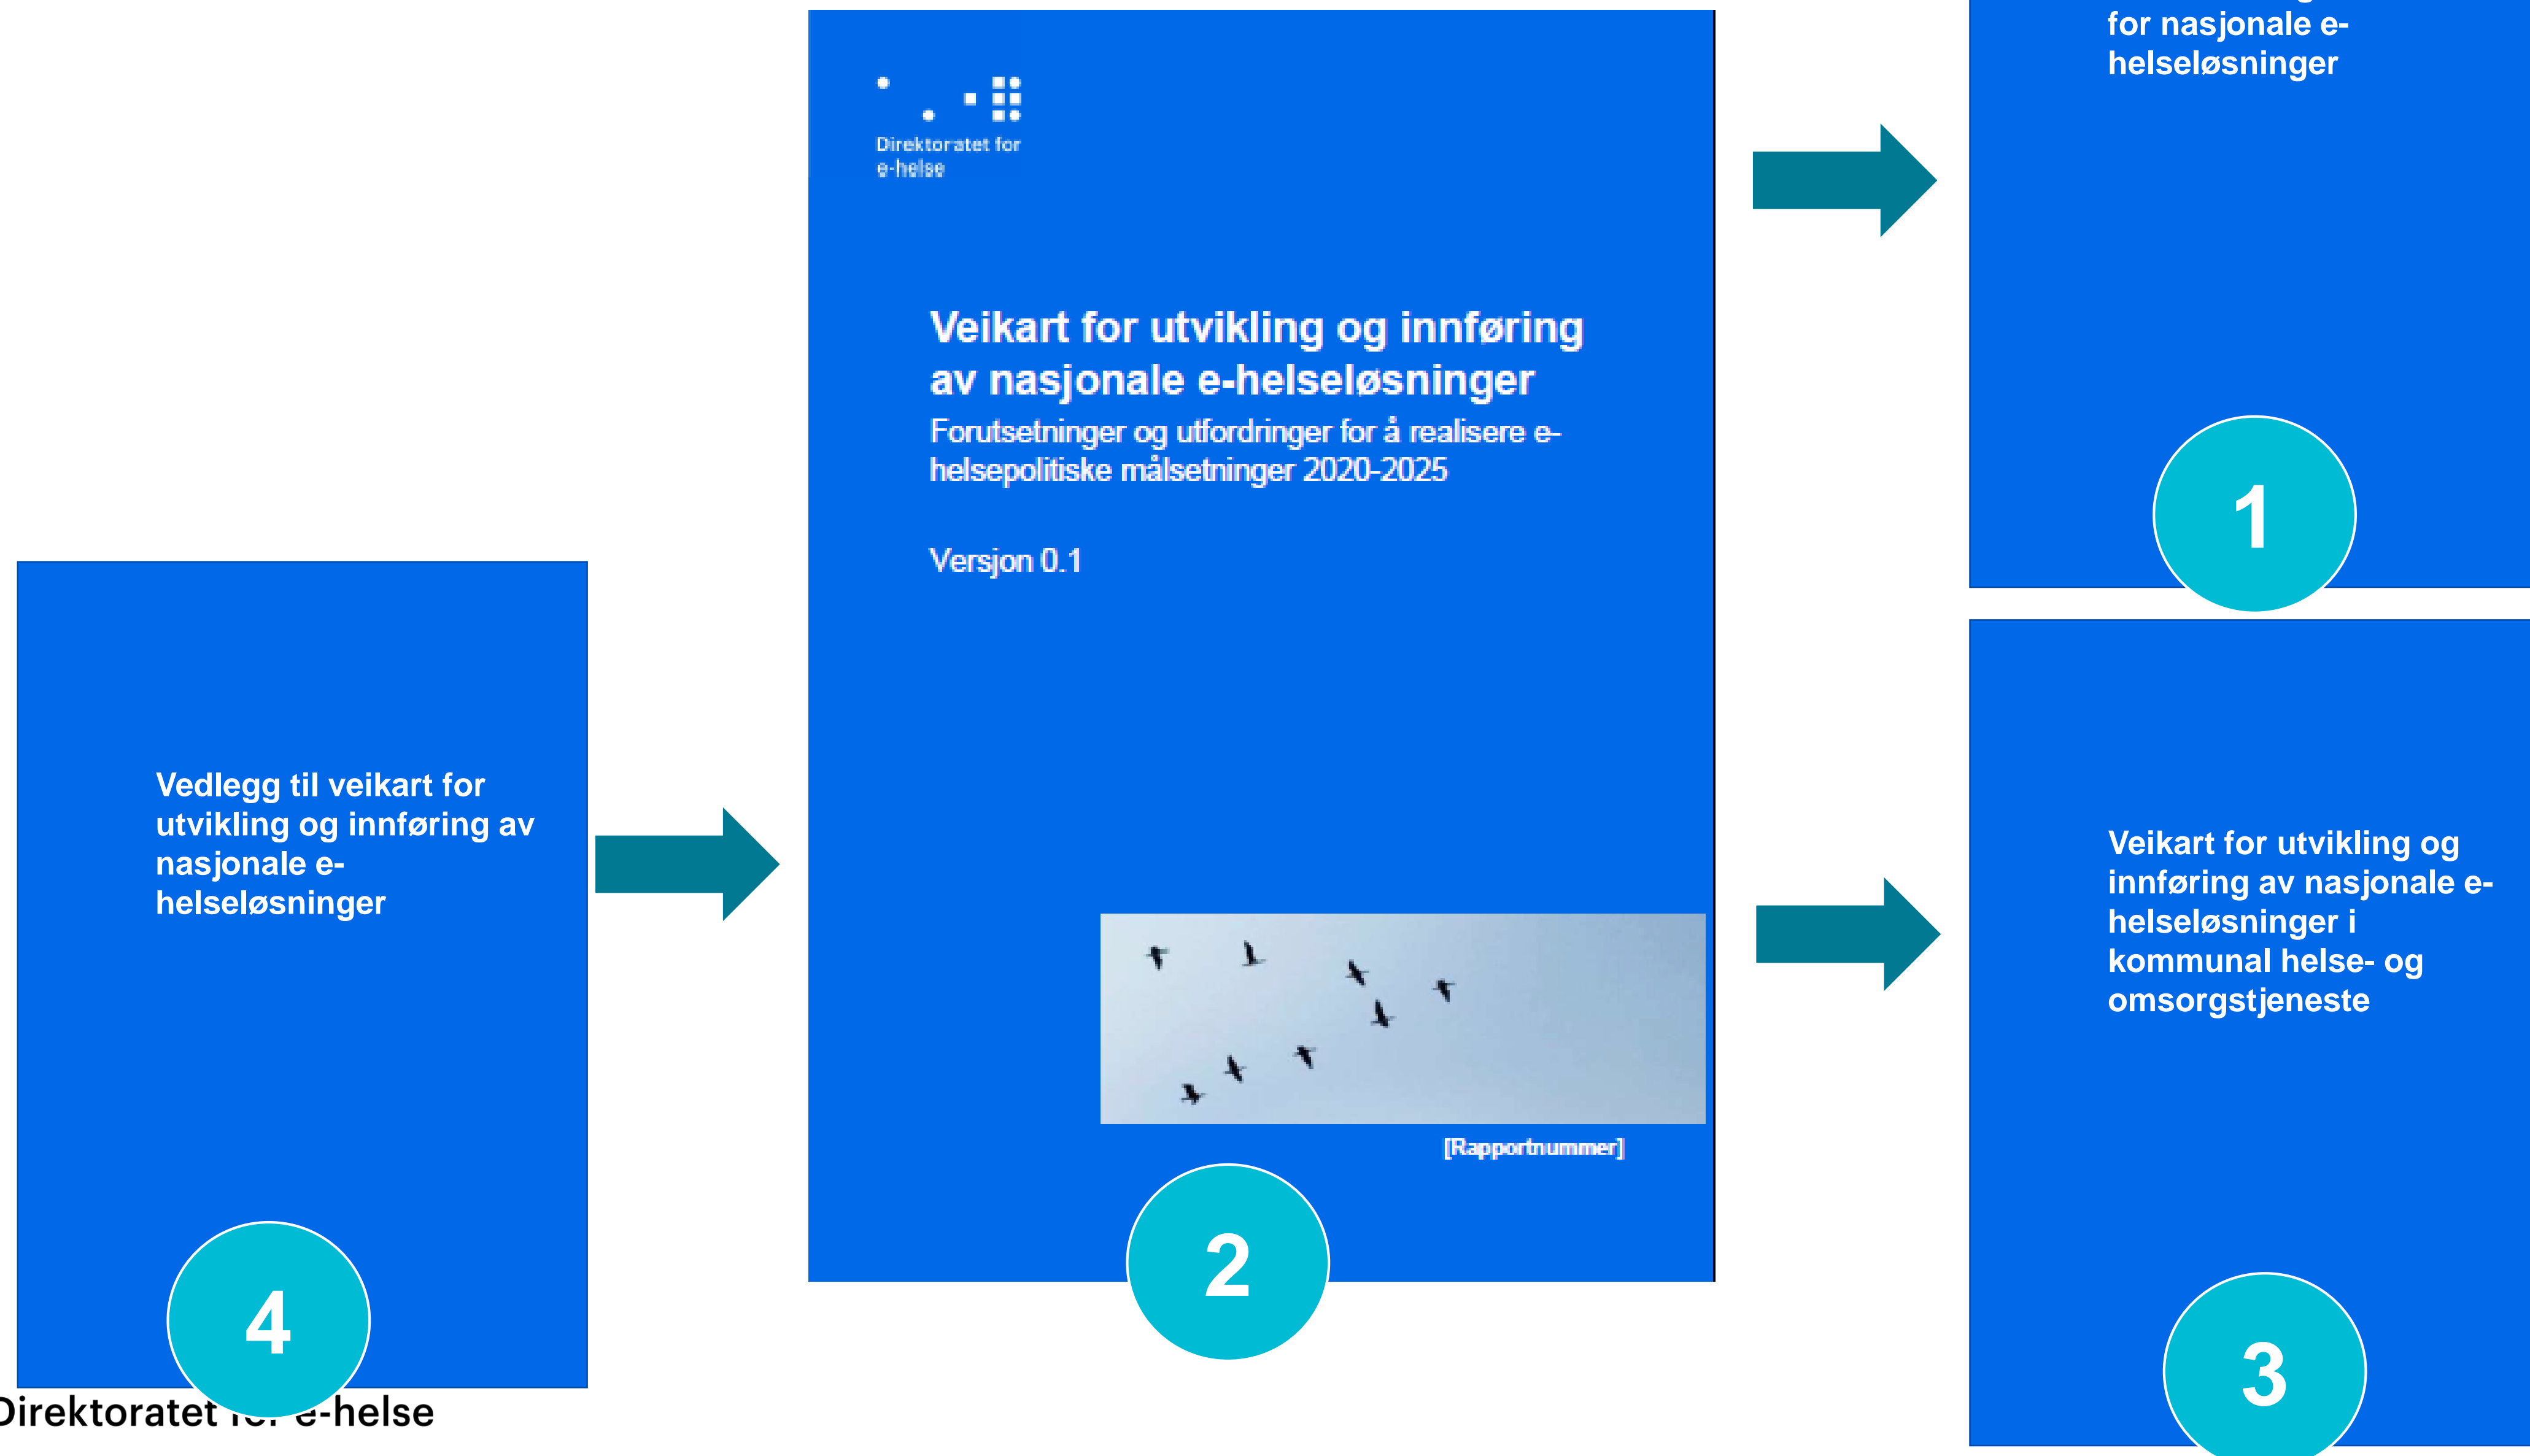 Direktoratet for
e-helse
Veikart for utvikling og innføring
av nasjonale e-helseløsninger
Forutsetninger og utfordringer for å realisere e-
helsepolitiske målsetninger 2020-2025
Versjon 0.1
[Rapportnummer]
2
for nasjonale e-
helseløsninger
1
Vedlegg til veikart for
utvikling og innføring av
nasjonale e-
helseløsninger
4
Veikart for utvikling og
innføring av nasjonale e-
helseløsninger i
kommunal helse- og
omsorgstjeneste
3
Direktoratet for e-helse